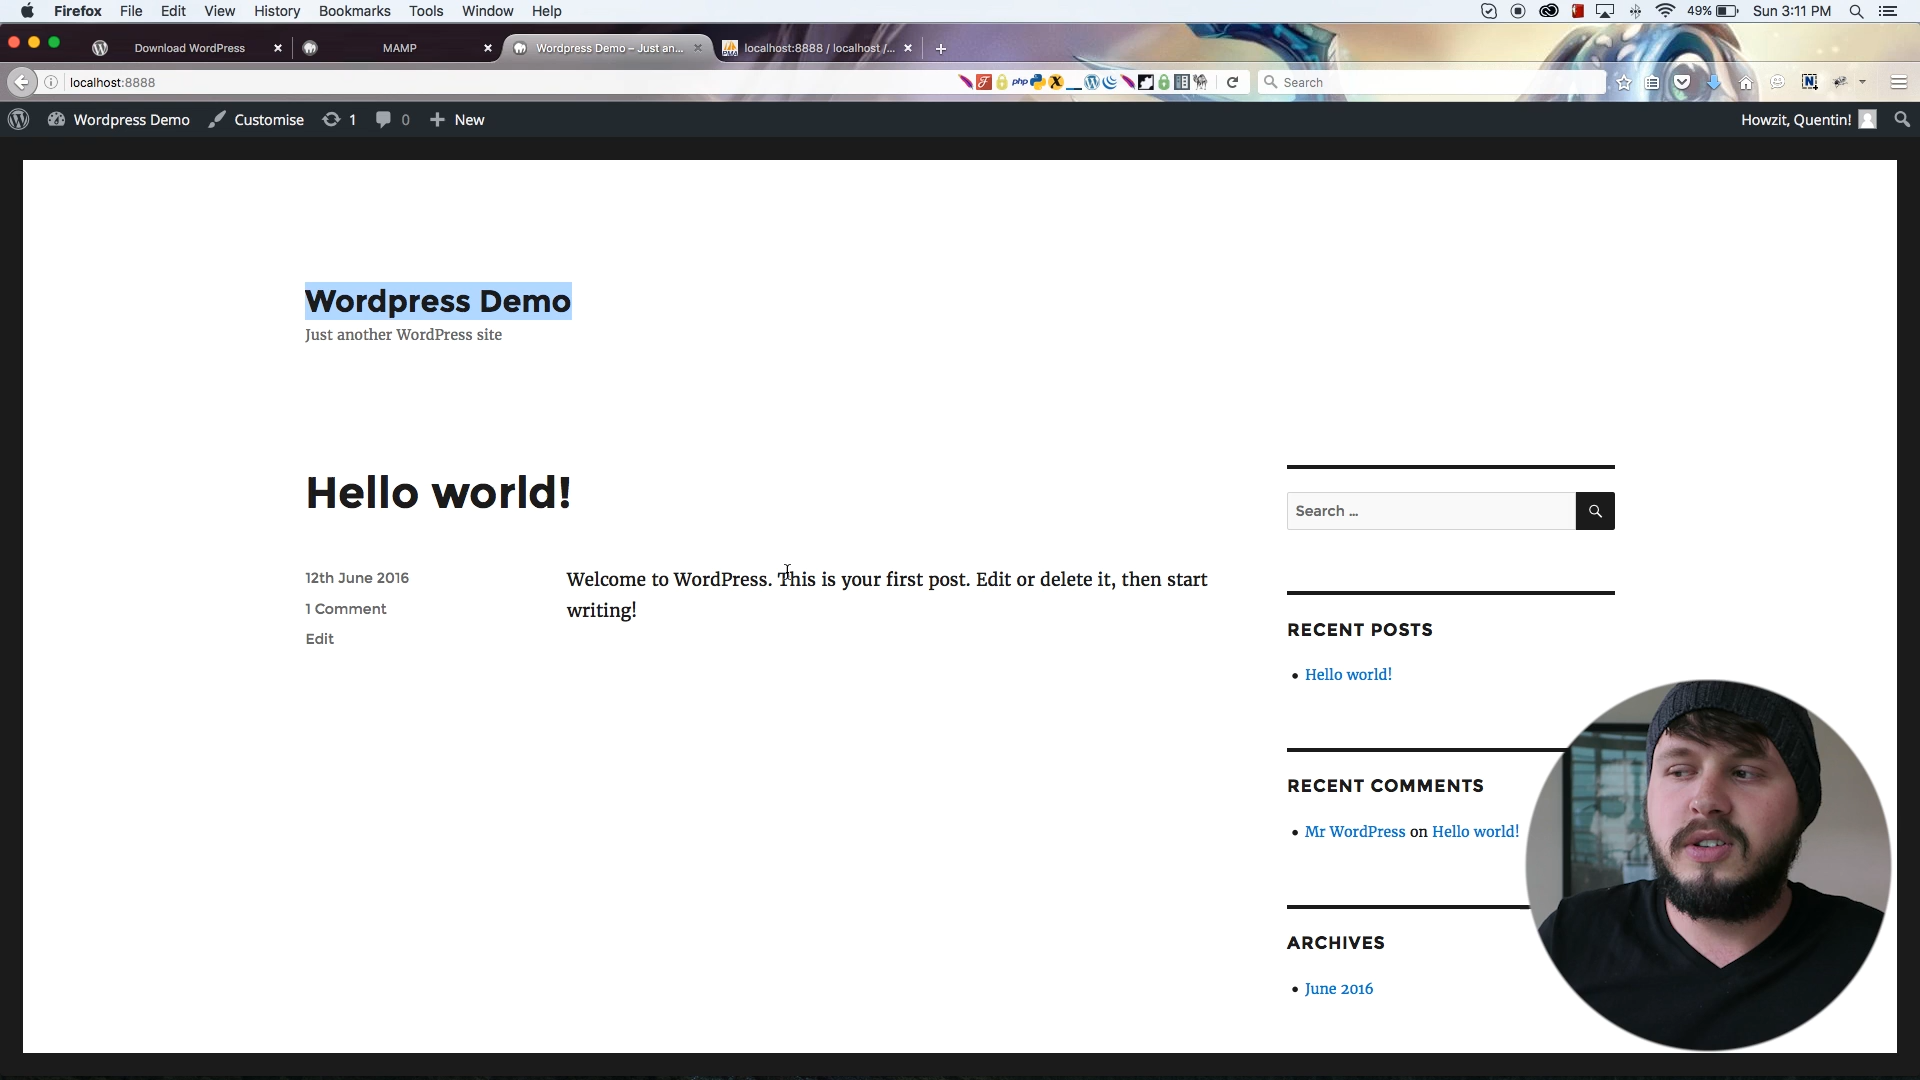 Firefox File Edit View History Bookmarks Tools Window Help 49% Sun 3:11 PM
Download WordPress MAMP Wordpress Demo – Just an... localhost:8888 / localhost /...
localhost:8888 php Search
Wordpress Demo Customise 1 0 New Howzit, Quentin!
Wordpress Demo
Just another WordPress site
Hello world!
12th June 2016
1 Comment
Edit
Welcome to WordPress. This is your first post. Edit or delete it, then start
writing!
Search ...
RECENT POSTS
Hello world!
RECENT COMMENTS
Mr WordPress on Hello world!
ARCHIVES
June 2016